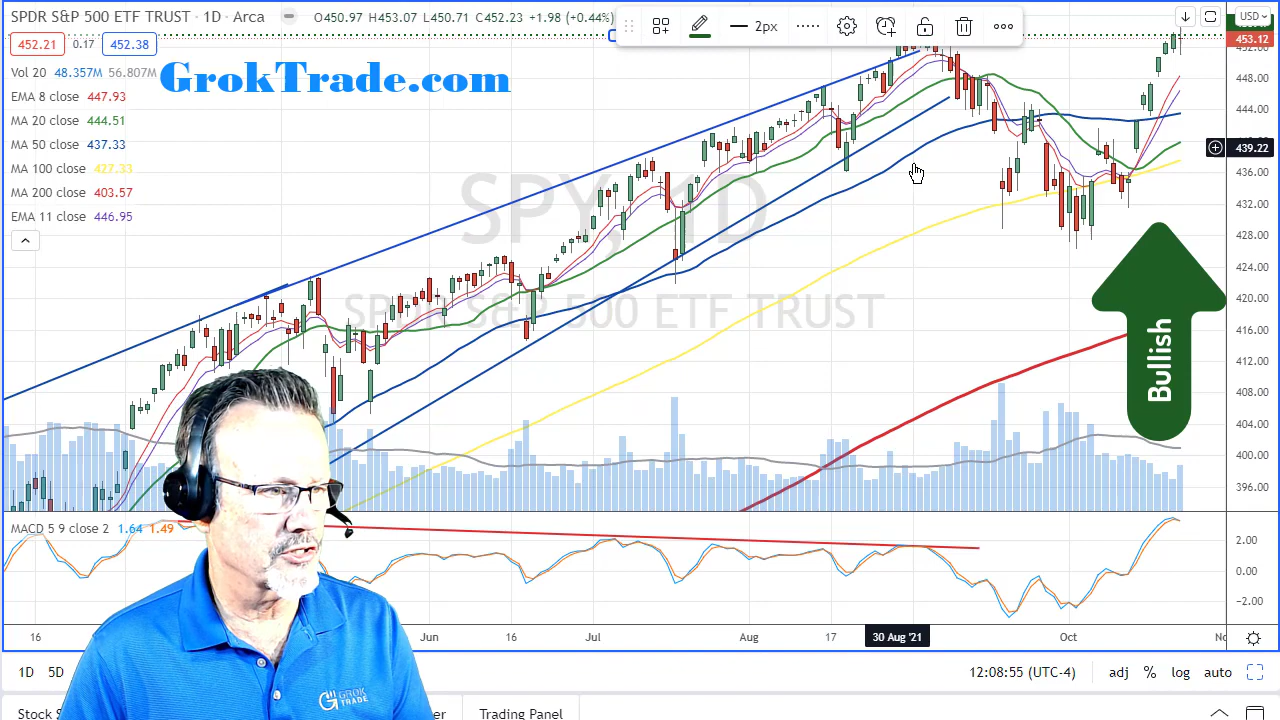 SPDR S&P 500 ETF TRUST · 1D · Arca
O450.97 H453.07 L450.71 C452.23 +1.98 (+0.44%)
2px
USD
452.21 0.17 452.38
453.12
452.00
Vol 20 48.357M 56.807M
GrokTrade.com
448.00
EMA 8 close 447.93
444.00
MA 20 close 444.51
MA 50 close 437.33
439.22
MA 100 close 427.33
436.00
MA 200 close 403.57
432.00
EMA 11 close 446.95
SPY, 1D
428.00
424.00
420.00
SPDR S&P 500 ETF TRUST
416.00
Bullish
412.00
408.00
404.00
400.00
396.00
MACD 5 9 close 2 1.64 1.49
2.00
0.00
−2.00
16 Jun 16 Jul Aug 17 30 Aug '21 Oct
1D 5D
12:08:55 (UTC-4) adj % log auto
GROK
TRADE
Stock S
Trading Panel